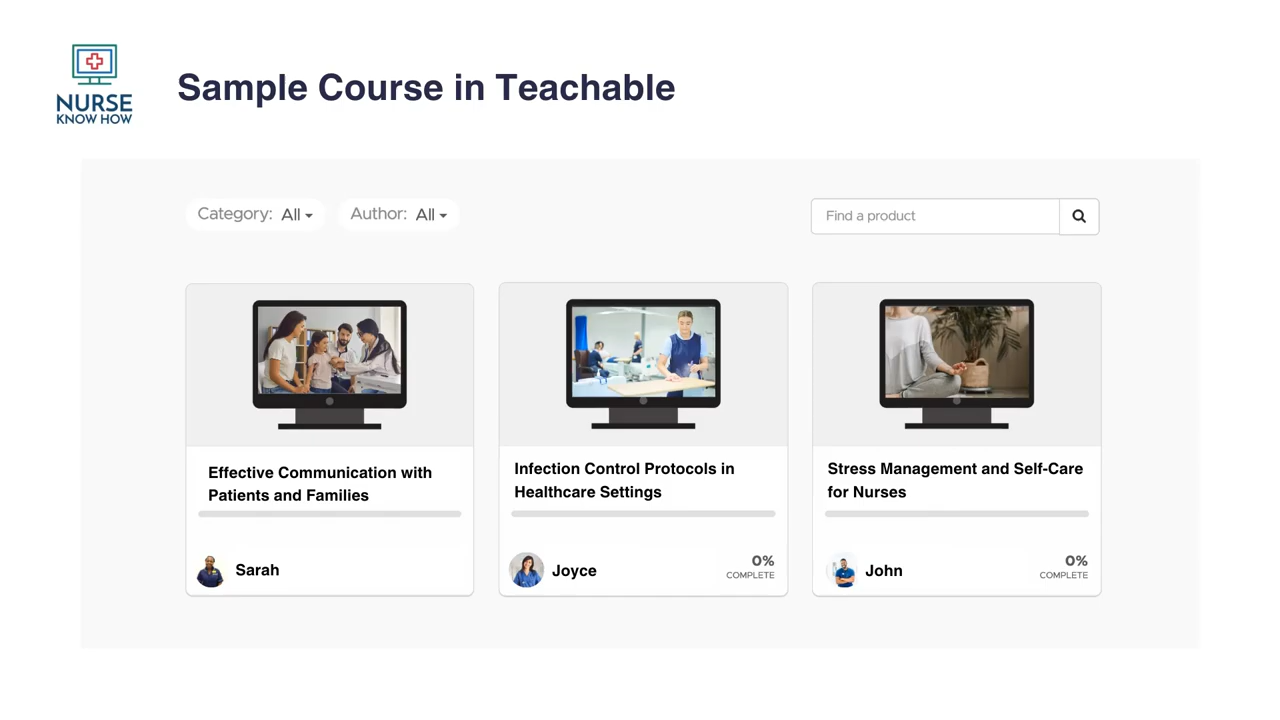 NURSE
KNOW HOW
Sample Course in Teachable
Category: All
Author: All
Find a product
Effective Communication with
Patients and Families
Sarah
Infection Control Protocols in
Healthcare Settings
Joyce
0%
COMPLETE
Stress Management and Self-Care
for Nurses
John
0%
COMPLETE